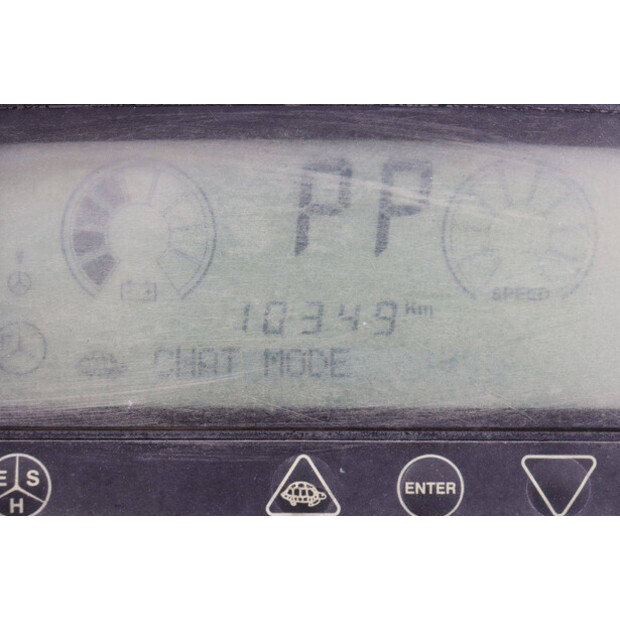 PP
SPEED
10349 Km
CHAT MODE
E S
H
ENTER